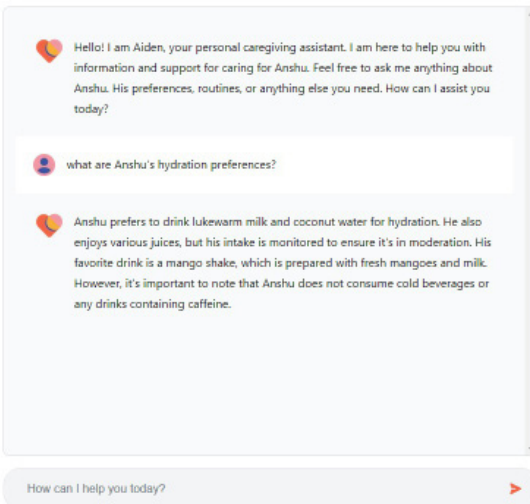 Hello! I am Aiden, your personal caregiving assistant. I am here to help you with
information and support for caring for Anshu. Feel free to ask me anything about
Anshu. His preferences, routines, or anything else you need. How can I assist you
today?
what are Anshu's hydration preferences?
Anshu prefers to drink lukewarm milk and coconut water for hydration. He also
enjoys various juices, but his intake is monitored to ensure it's in moderation. His
favorite drink is a mango shake, which is prepared with fresh mangoes and milk.
However, it's important to note that Anshu does not consume cold beverages or
any drinks containing caffeine.
How can I help you today?